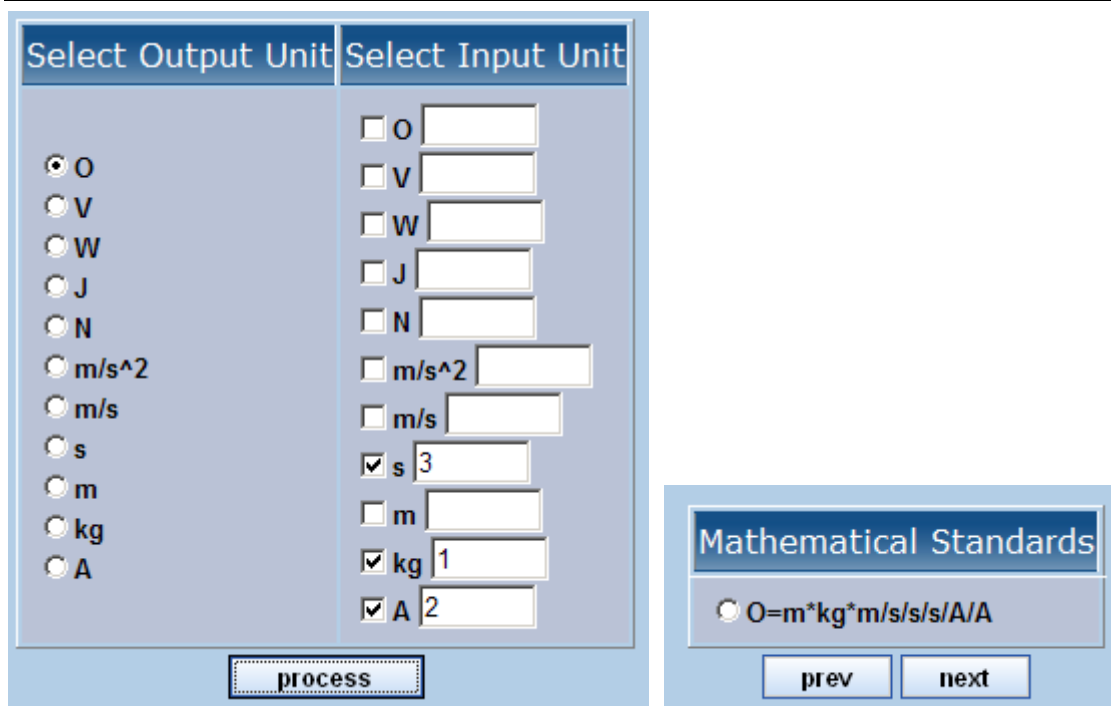 Select Output Unit
O
V
W
J
N
m/s^2
m/s
s
m
kg
A
Select Input Unit
O
V
W
J
N
m/s^2
m/s
s 3
m
kg 1
A 2
process
Mathematical Standards
O=m*kg*m/s/s/s/A/A
prev next